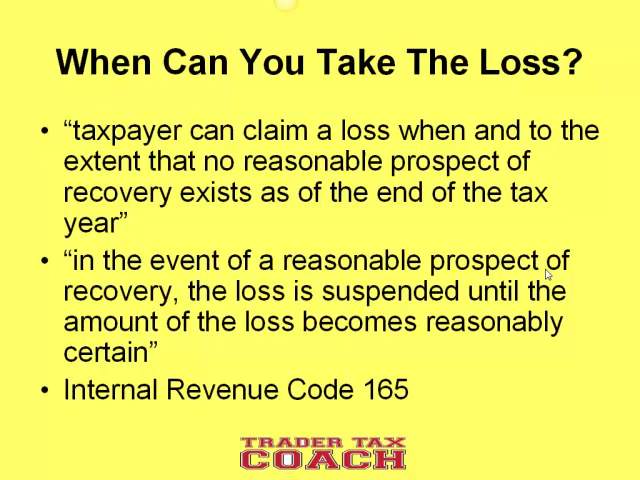 When Can You Take The Loss?
• “taxpayer can claim a loss when and to the
extent that no reasonable prospect of
recovery exists as of the end of the tax
year”
• “in the event of a reasonable prospect of
recovery, the loss is suspended until the
amount of the loss becomes reasonably
certain”
• Internal Revenue Code 165
TRADER TAX
COACH